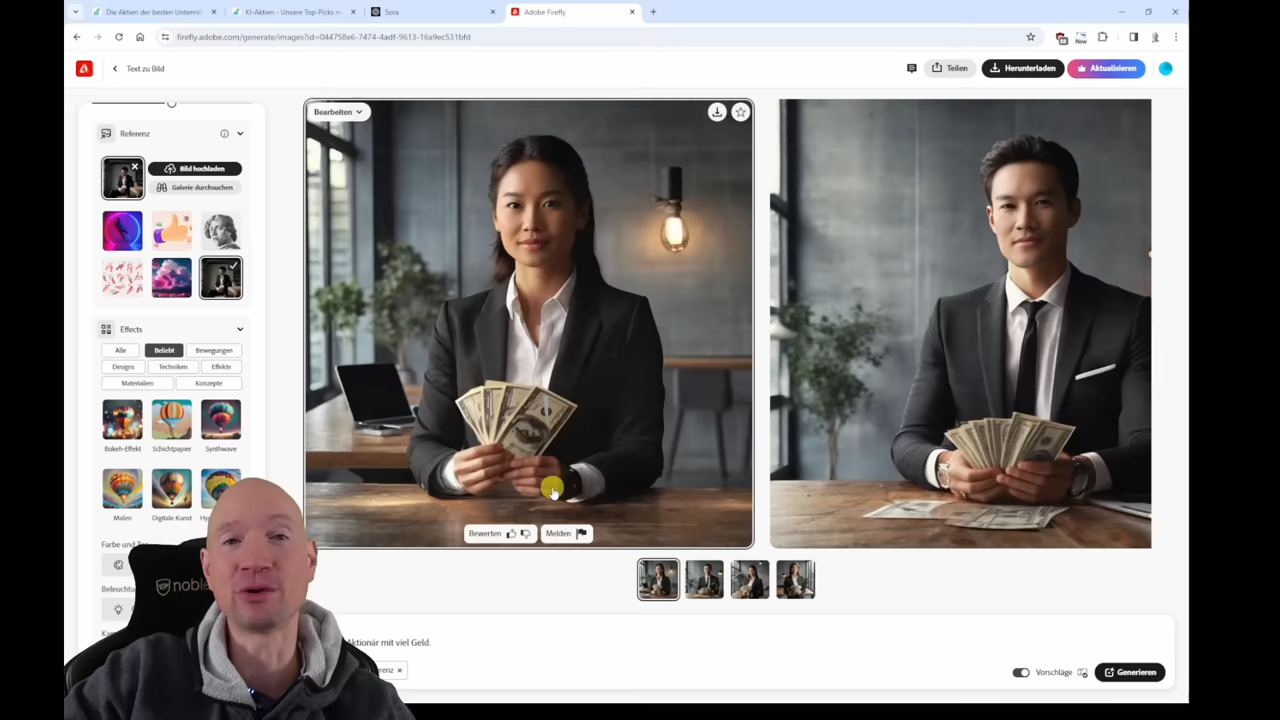 Die Aktien der besten Unterneh
KI-Aktien - Unsere Top-Picks m
Sora
Adobe Firefly
firefly.adobe.com/generate/images?id=044758e6-7474-4adf-9613-16a9ec531bfd
New
Text zu Bild
Teilen
Herunterladen
Aktualisieren
Referenz
Bild hochladen
Galerie durchsuchen
Effects
Alle
Beliebt
Bewegungen
Designs
Techniken
Effekte
Materialien
Konzepte
Bokeh-Effekt
Schichtpapier
Synthwave
Malen
Digitale Kunst
Farbe und
Bearbeiten
Bewerten
Melden
Aktionär mit viel Geld.
Vorschläge
Generieren
noble